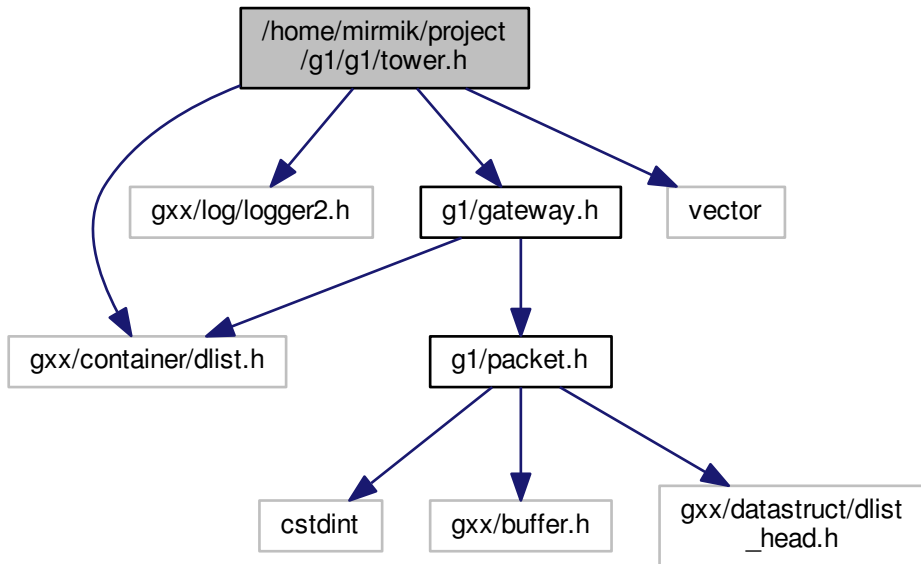 /home/mirmik/project
/g1/g1/tower.h
gxx/log/logger2.h
g1/gateway.h
vector
gxx/container/dlist.h
g1/packet.h
cstdint
gxx/buffer.h
gxx/datastruct/dlist
_head.h